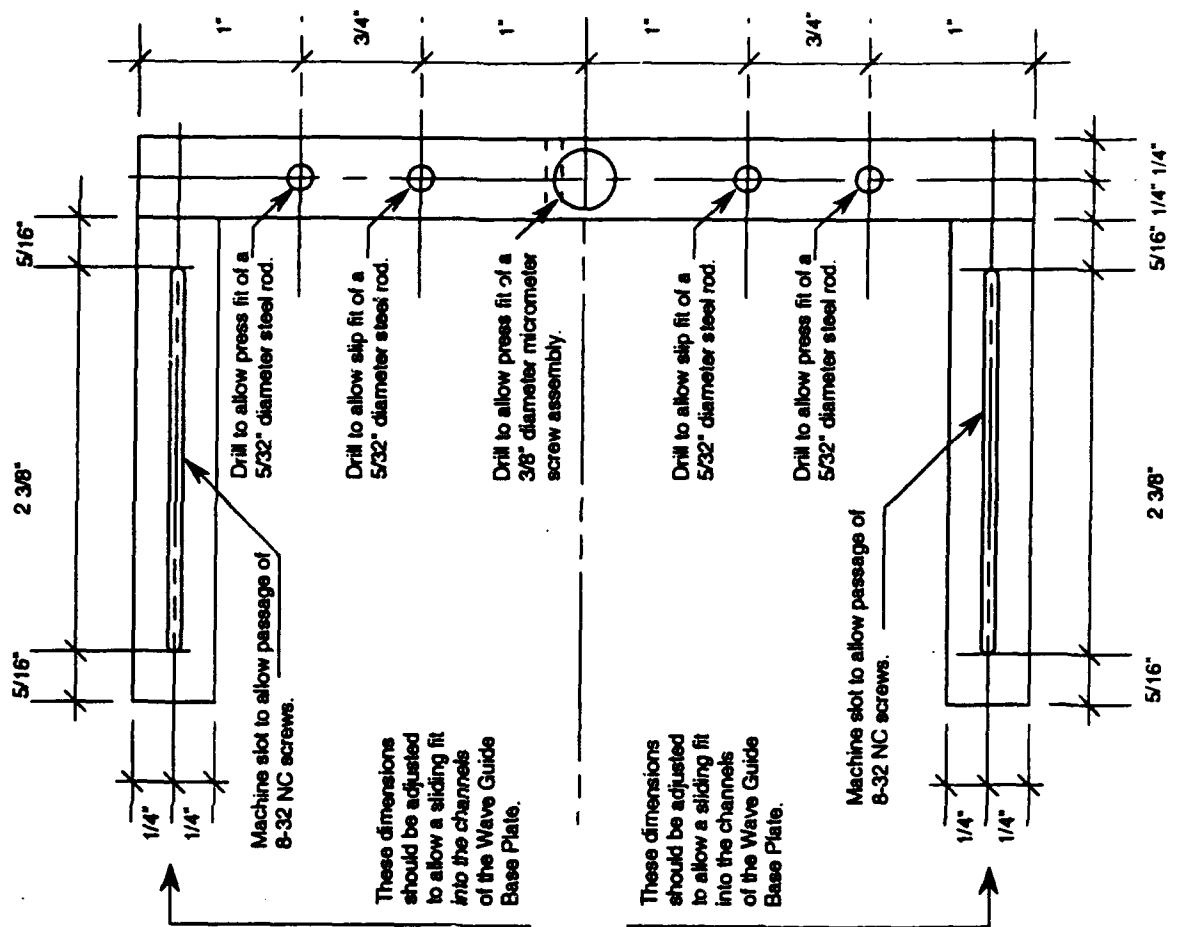 1"
3/4"
1"
1"
3/4"
1"
5/16"
2 3/8"
5/16"
1/4"
1/4"
5/16"
1/4"
1/4"
2 3/8"
5/16"
1/4"
1/4"
Drill to allow press fit of a
5/32" diameter steel rod.
Drill to allow slip fit of a
5/32" diameter steel rod.
Drill to allow press fit of a
3/8" diameter micrometer
screw assembly.
Drill to allow slip fit of a
5/32" diameter steel rod.
Drill to allow press fit of a
5/32" diameter steel rod.
Machine slot to allow passage of
8-32 NC screws.
Machine slot to allow passage of
8-32 NC screws.
These dimensions
should be adjusted
to allow a sliding fit
into the channels
of the Wave Guide
Base Plate.
These dimensions
should be adjusted
to allow a sliding fit
into the channels
of the Wave Guide
Base Plate.